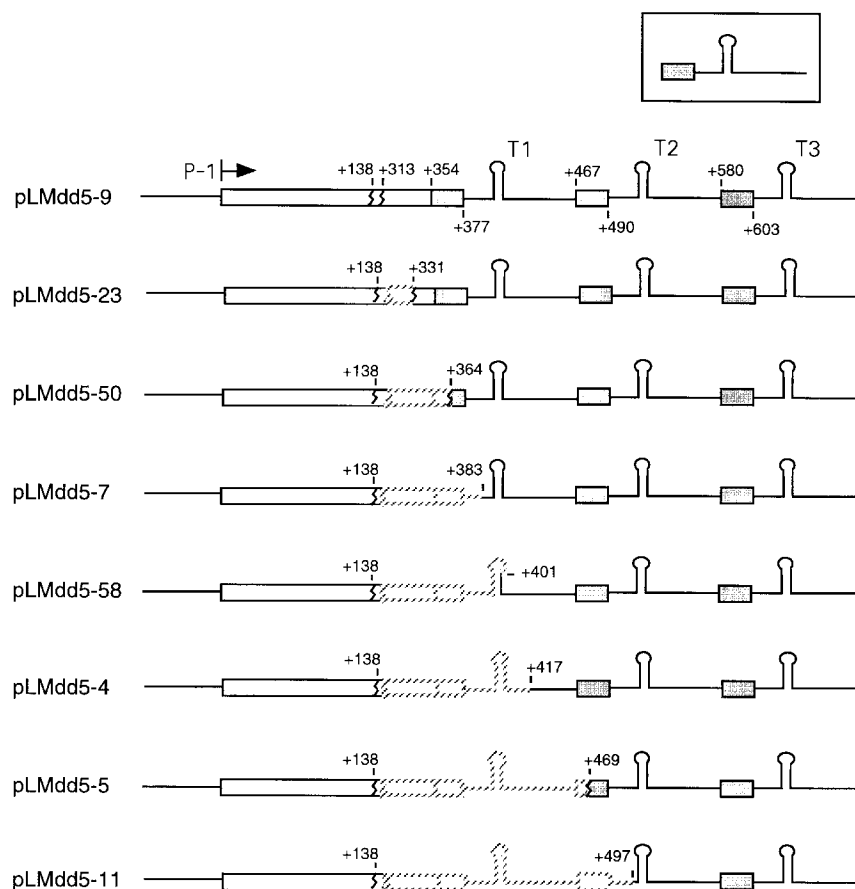 T1 T2 T3
P-1 +138 +313 +354 +467 +580
pLMdd5-9
+377 +490 +603
+138 +331
pLMdd5-23
+138 +364
pLMdd5-50
+138 +383
pLMdd5-7
+138 +401
pLMdd5-58
+138 +417
pLMdd5-4
+138 +469
pLMdd5-5
+138 +497
pLMdd5-11